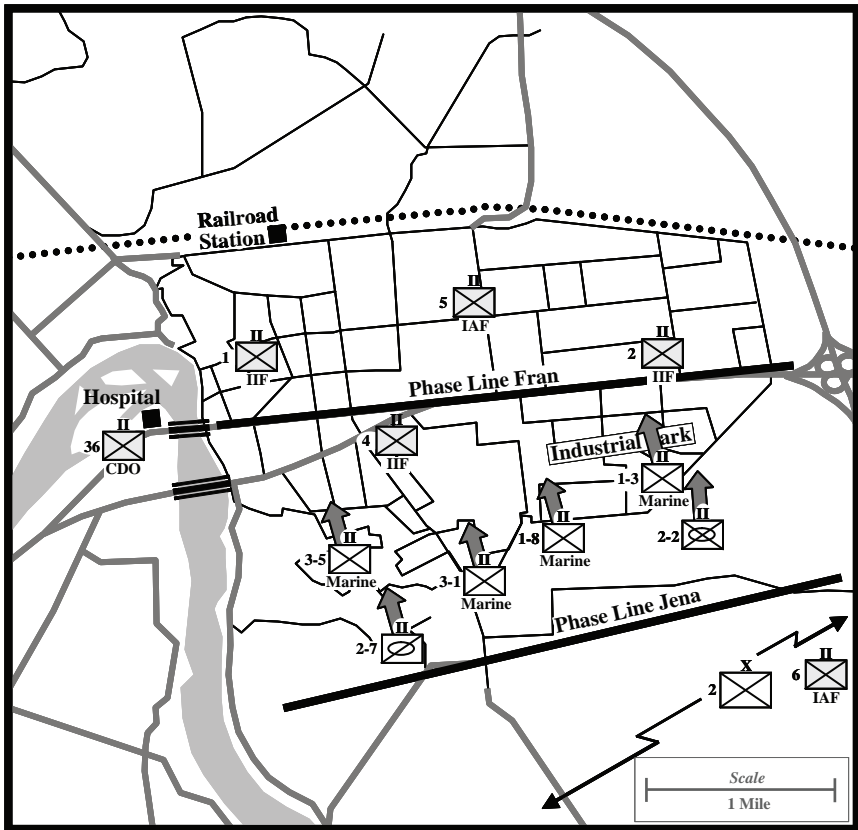 Railroad
Station
II
5
IAF
II
1
IIF
II
2
IIF
Phase Line Fran
Hospital
II
36
CDO
II
4
IIF
Industrial Park
II
1-3
Marine
II
3-5
Marine
II
3-1
Marine
II
1-8
Marine
II
2-2
II
2-7
Phase Line Jena
X
2
II
6
IAF
Scale
1 Mile